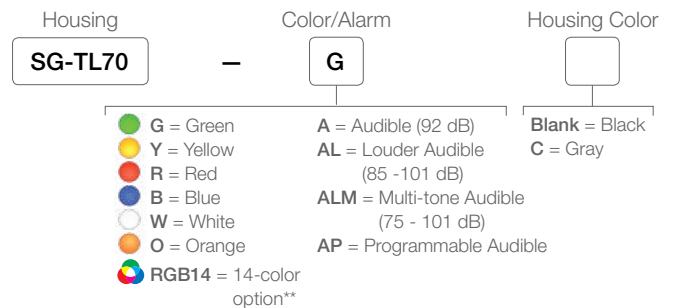 Housing Color/Alarm Housing Color
SG-TL70 – G
G = Green
Y = Yellow
R = Red
B = Blue
W = White
O = Orange
RGB14 = 14-color
option**
A = Audible (92 dB)
AL = Louder Audible
(85 -101 dB)
ALM = Multi-tone Audible
(75 - 101 dB)
AP = Programmable Audible
Blank = Black
C = Gray